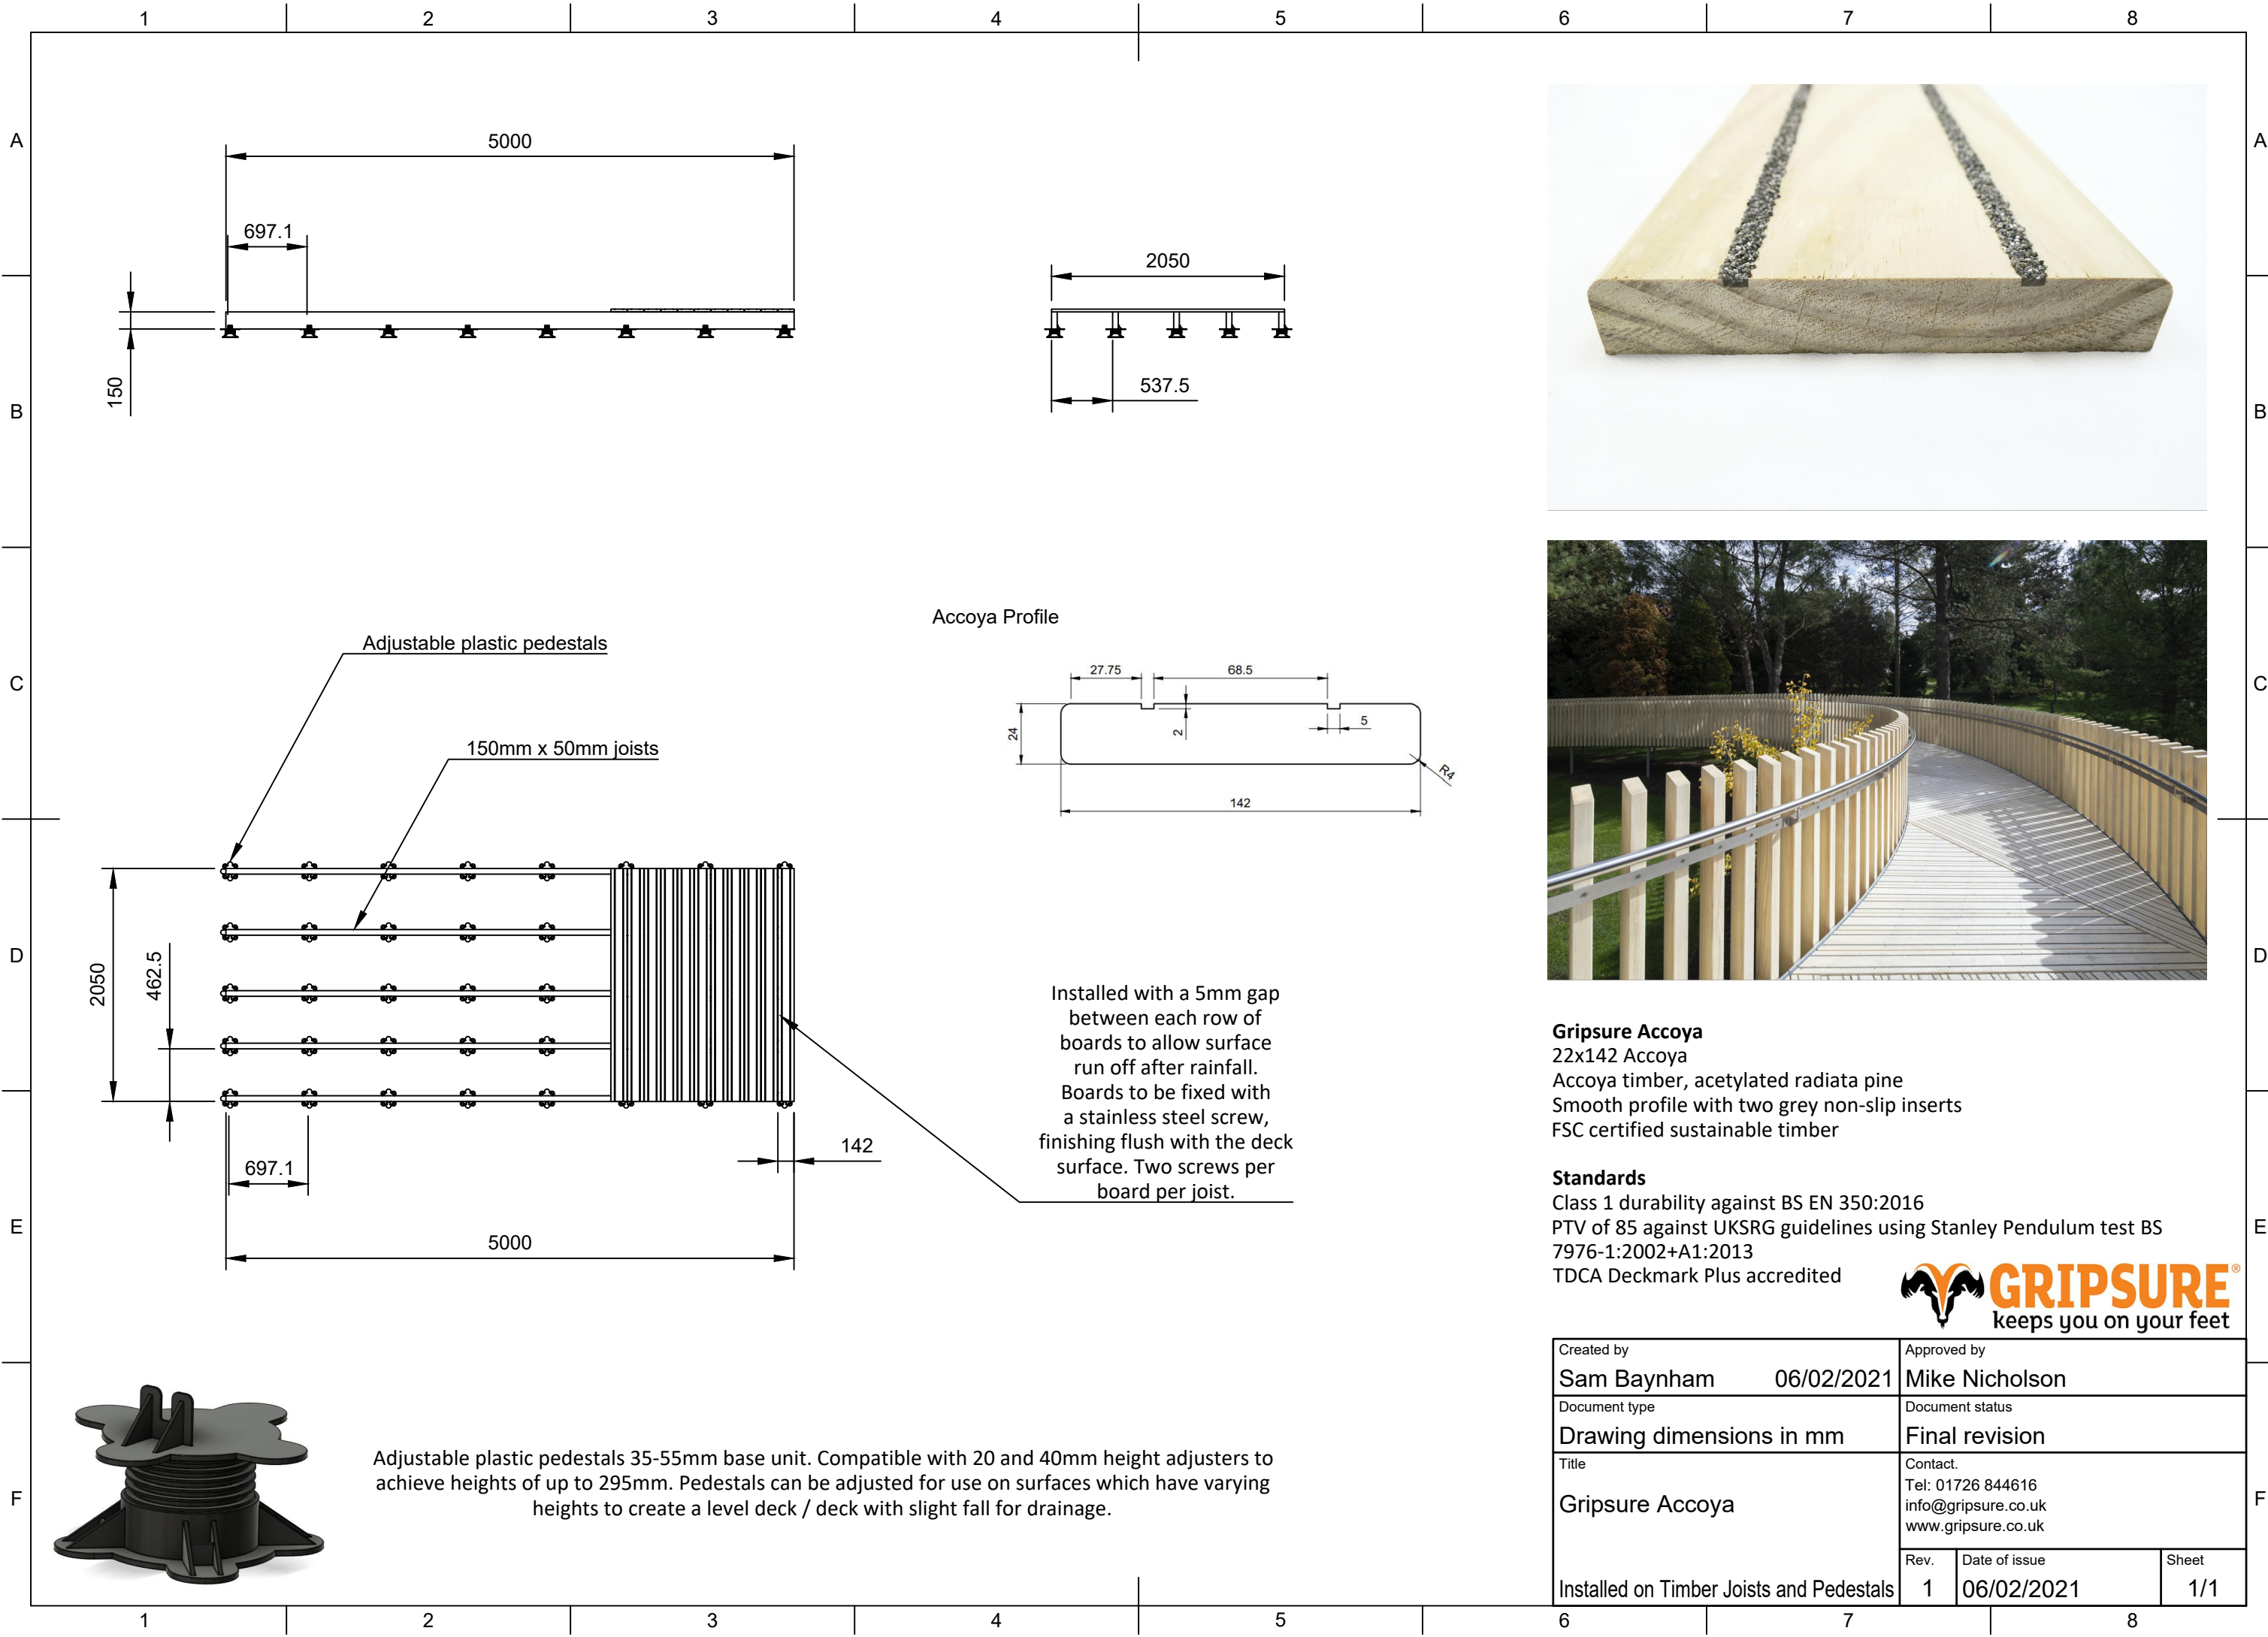 1 2 3 4 5 6 7 8
A A
B B
C C
D D
E E
F F
5000
697.1
150
2050
537.5
Accoya Profile
27.75
68.5
24
2
5
R4
142
Adjustable plastic pedestals
150mm x 50mm joists
2050
462.5
697.1
142
5000
Installed with a 5mm gap
between each row of
boards to allow surface
run off after rainfall.
Boards to be fixed with
a stainless steel screw,
finishing flush with the deck
surface. Two screws per
board per joist.
Gripsure Accoya
22x142 Accoya
Accoya timber, acetylated radiata pine
Smooth profile with two grey non-slip inserts
FSC certified sustainable timber
Standards
Class 1 durability against BS EN 350:2016
PTV of 85 against UKSRG guidelines using Stanley Pendulum test BS
7976-1:2002+A1:2013
TDCA Deckmark Plus accredited
GRIPSURE®
keeps you on your feet
Adjustable plastic pedestals 35-55mm base unit. Compatible with 20 and 40mm height adjusters to
achieve heights of up to 295mm. Pedestals can be adjusted for use on surfaces which have varying
heights to create a level deck / deck with slight fall for drainage.
Created by
Sam Baynham 06/02/2021
Approved by
Mike Nicholson
Document type
Drawing dimensions in mm
Document status
Final revision
Title
Gripsure Accoya
Installed on Timber Joists and Pedestals
Contact.
Tel: 01726 844616
info@gripsure.co.uk
www.gripsure.co.uk
Rev.
1
Date of issue
06/02/2021
Sheet
1/1
1 2 3 4 5 6 7 8